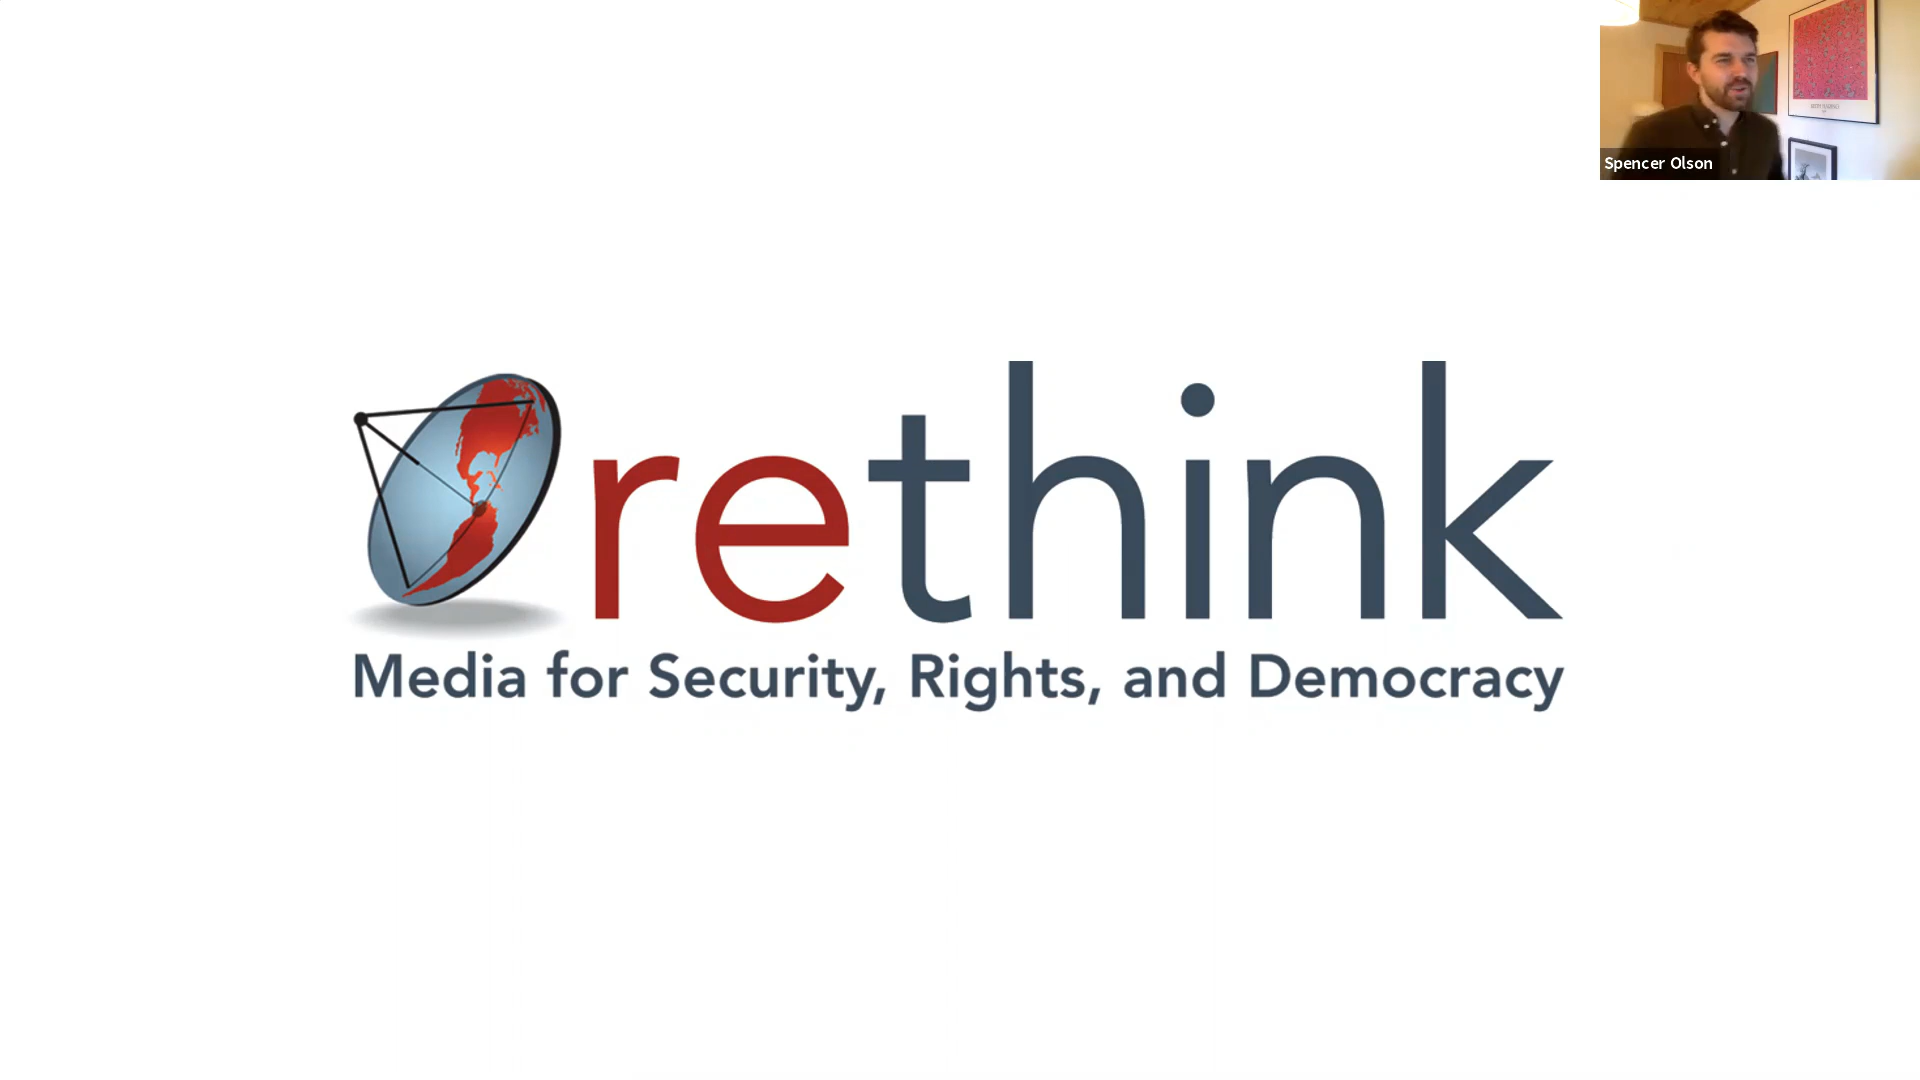 Spencer Olson
rethink
Media for Security, Rights, and Democracy